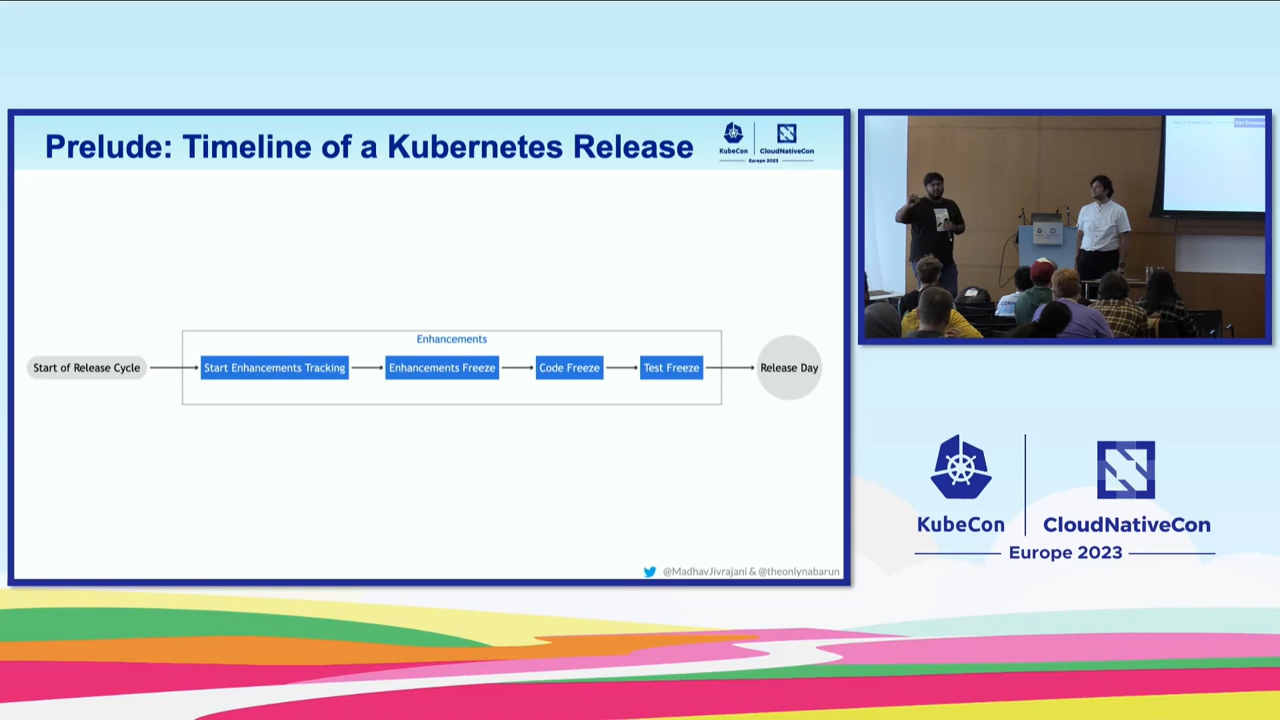 Prelude: Timeline of a Kubernetes Release
KubeCon
CloudNativeCon
Europe 2023
Enhancements
Start of Release Cycle
Start Enhancements Tracking
Enhancements Freeze
Code Freeze
Test Freeze
Release Day
@MadhavJivrajani & @theonlynabarun
KubeCon
CloudNativeCon
Europe 2023